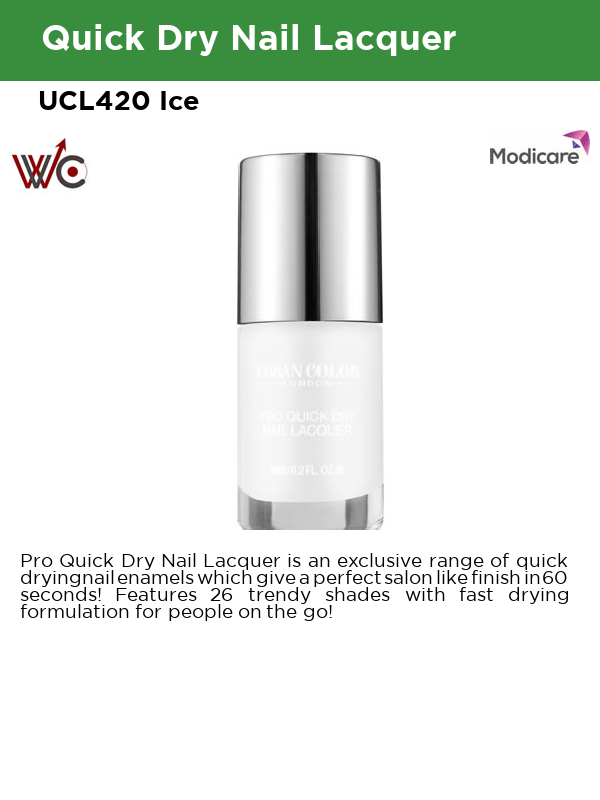 Quick Dry Nail Lacquer
UCL420 Ice
WC
Modicare
URBAN COLOR
LONDON
PRO QUICK DRY
NAIL LACQUER
Pro Quick Dry Nail Lacquer is an exclusive range of quick
dryingnail enamels which give a perfect salon like finish in 60
seconds! Features 26 trendy shades with fast drying
formulation for people on the go!